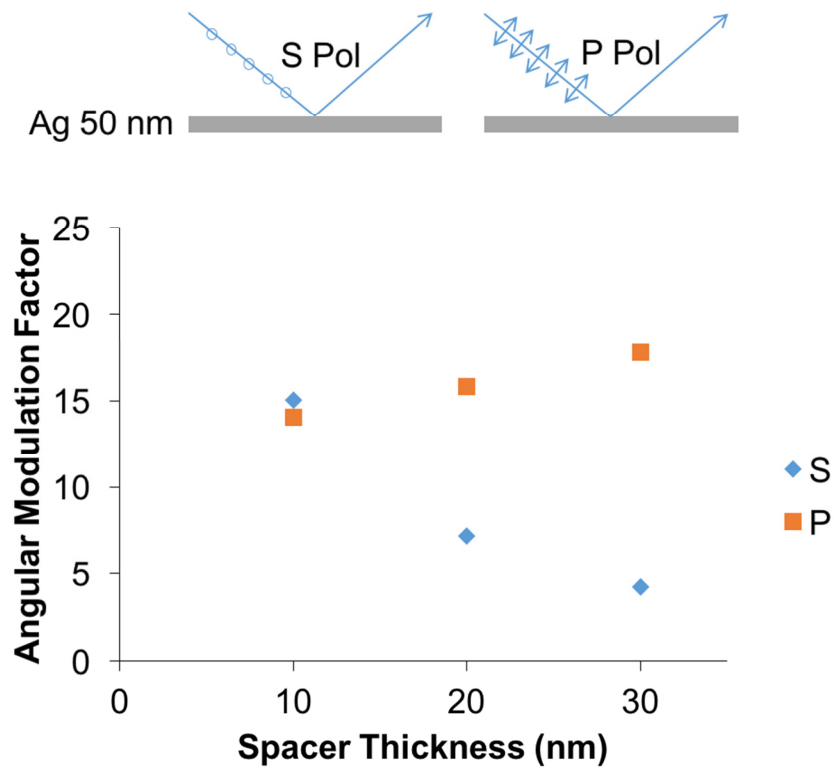 S Pol
P Pol
Ag 50 nm
25
20
15
10
5
0
Angular Modulation Factor
0 10 20 30
Spacer Thickness (nm)
S
P